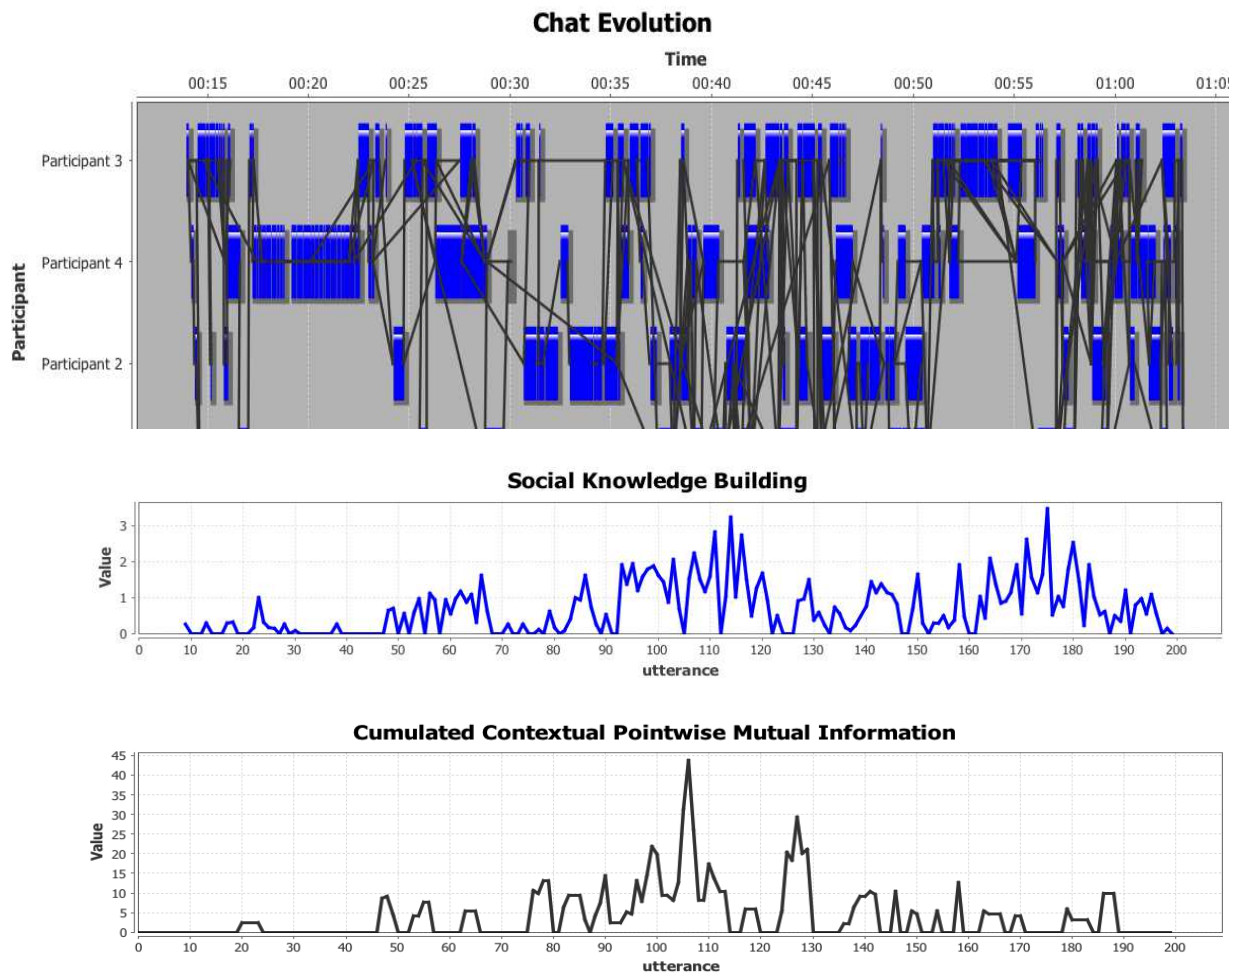 Chat Evolution
Time
00:15 00:20 00:25 00:30 00:35 00:40 00:45 00:50 00:55 01:00 01:0
Participant
Participant 3
Participant 4
Participant 2
Social Knowledge Building
Value
3
2
1
0
0 10 20 30 40 50 60 70 80 90 100 110 120 130 140 150 160 170 180 190 200
utterance
Cumulated Contextual Pointwise Mutual Information
Value
45
40
35
30
25
20
15
10
5
0
0 10 20 30 40 50 60 70 80 90 100 110 120 130 140 150 160 170 180 190 200
utterance